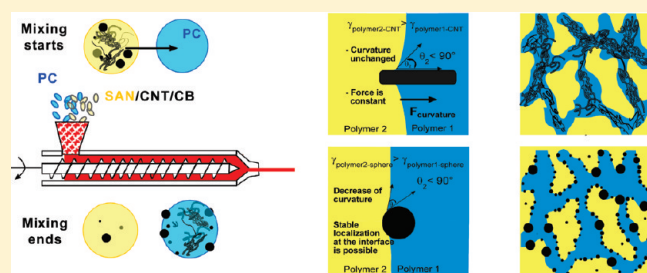 Mixing
starts
PC
PC
SAN/CNT/CB
Mixing
ends
γpolymer2-CNT > γpolymer1-CNT
- Curvature
unchanged
θ2 < 90°
- Force is
constant
Fcurvature
Polymer 2 Polymer 1
γpolymer2-sphere > γpolymer1-sphere
Decrease of
curvature
θ2 < 90°
Stable
localization
at the interface
is possible
Polymer 2 Polymer 1